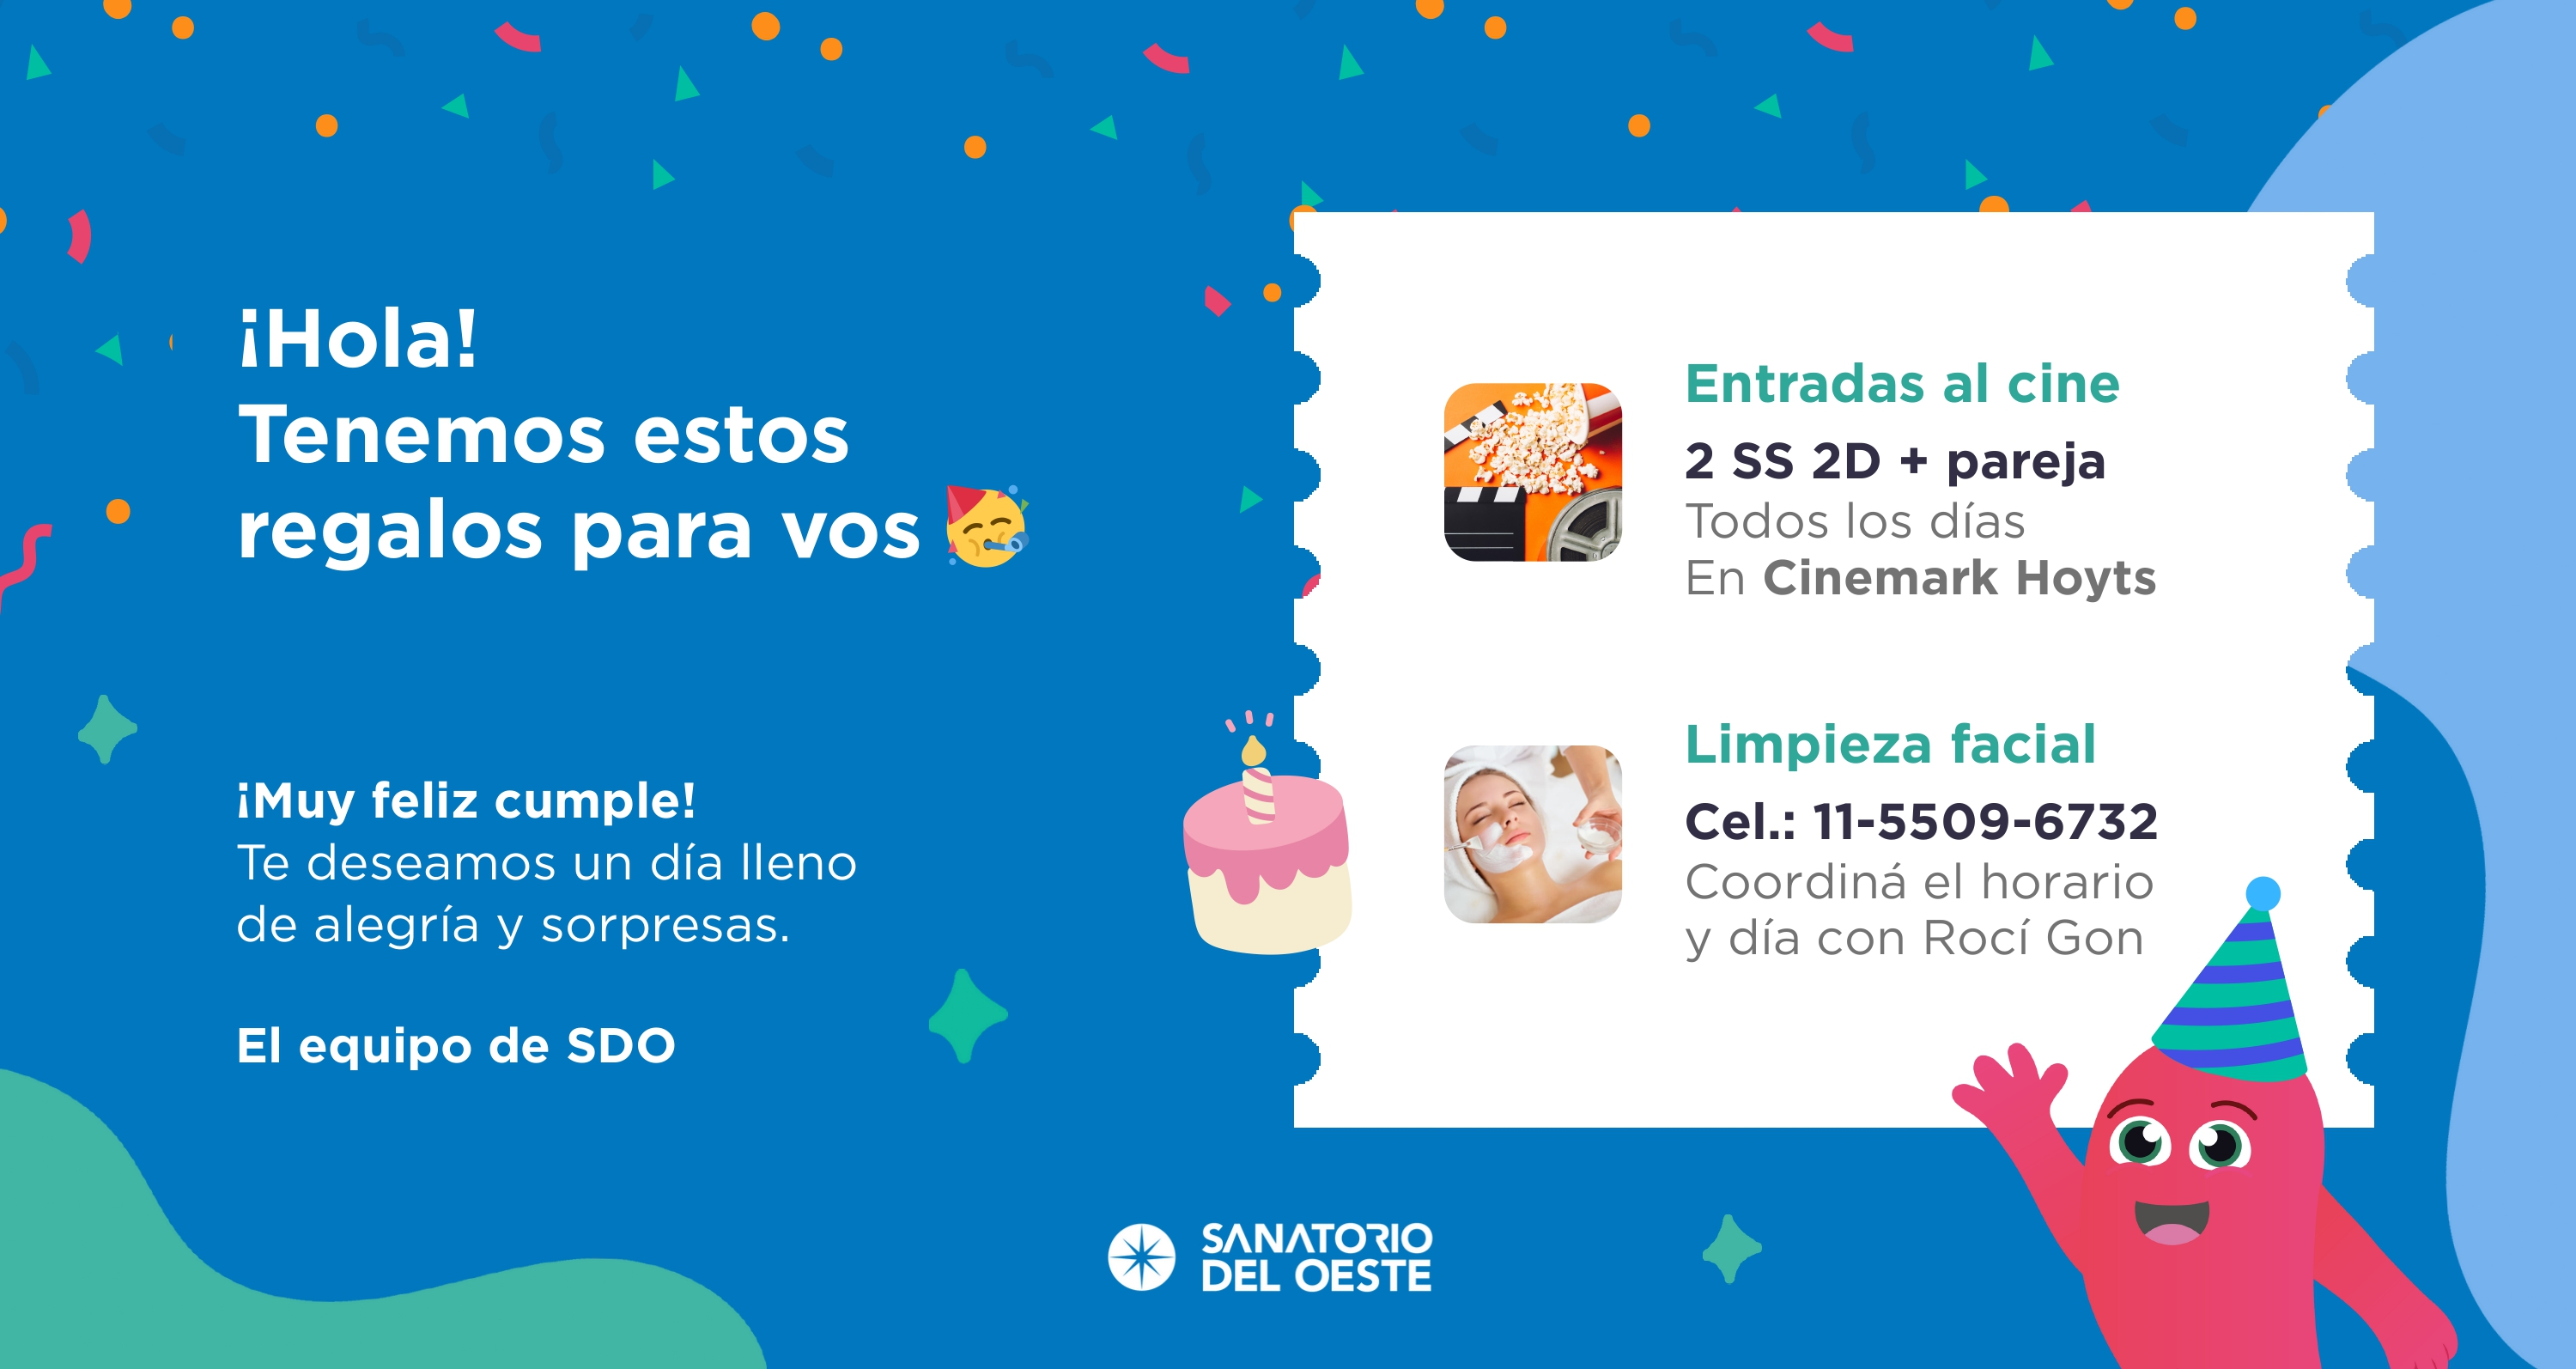 ¡Hola!
Tenemos estos
regalos para vos
¡Muy feliz cumple!
Te deseamos un día lleno
de alegría y sorpresas.
El equipo de SDO
Entradas al cine
2 SS 2D + pareja
Todos los días
En Cinemark Hoyts
Limpieza facial
Cel.: 11-5509-6732
Coordiná el horario
y día con Rocí Gon
SANATORIO
DEL OESTE